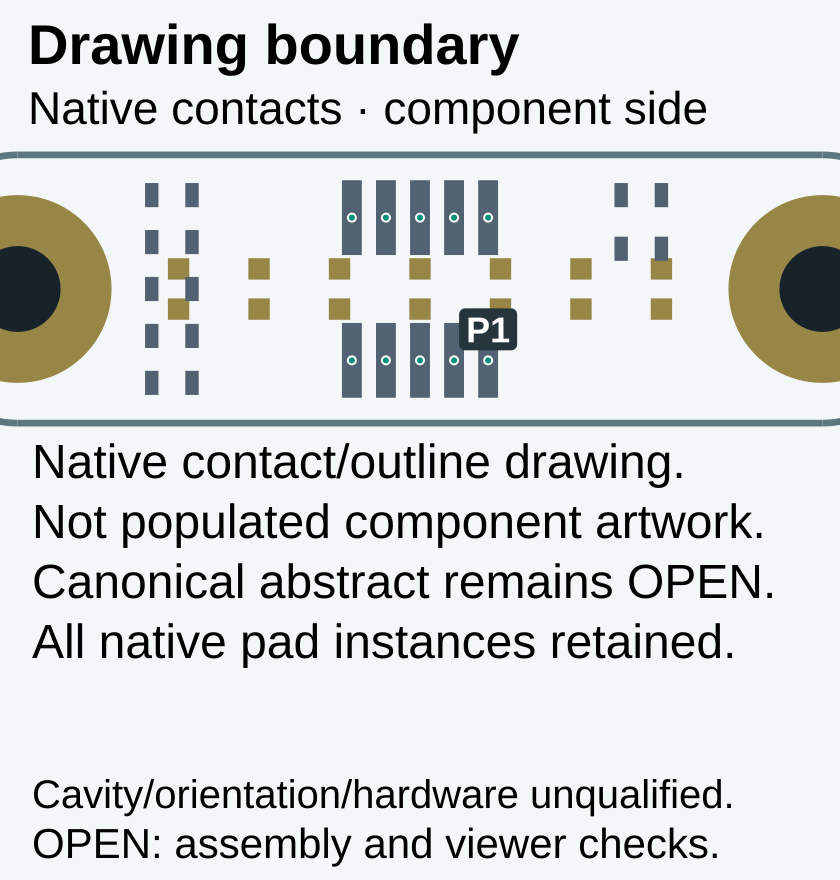 Drawing boundary
Native contacts · component side
P1
Native contact/outline drawing.
Not populated component artwork.
Canonical abstract remains OPEN.
All native pad instances retained.
Cavity/orientation/hardware unqualified.
OPEN: assembly and viewer checks.